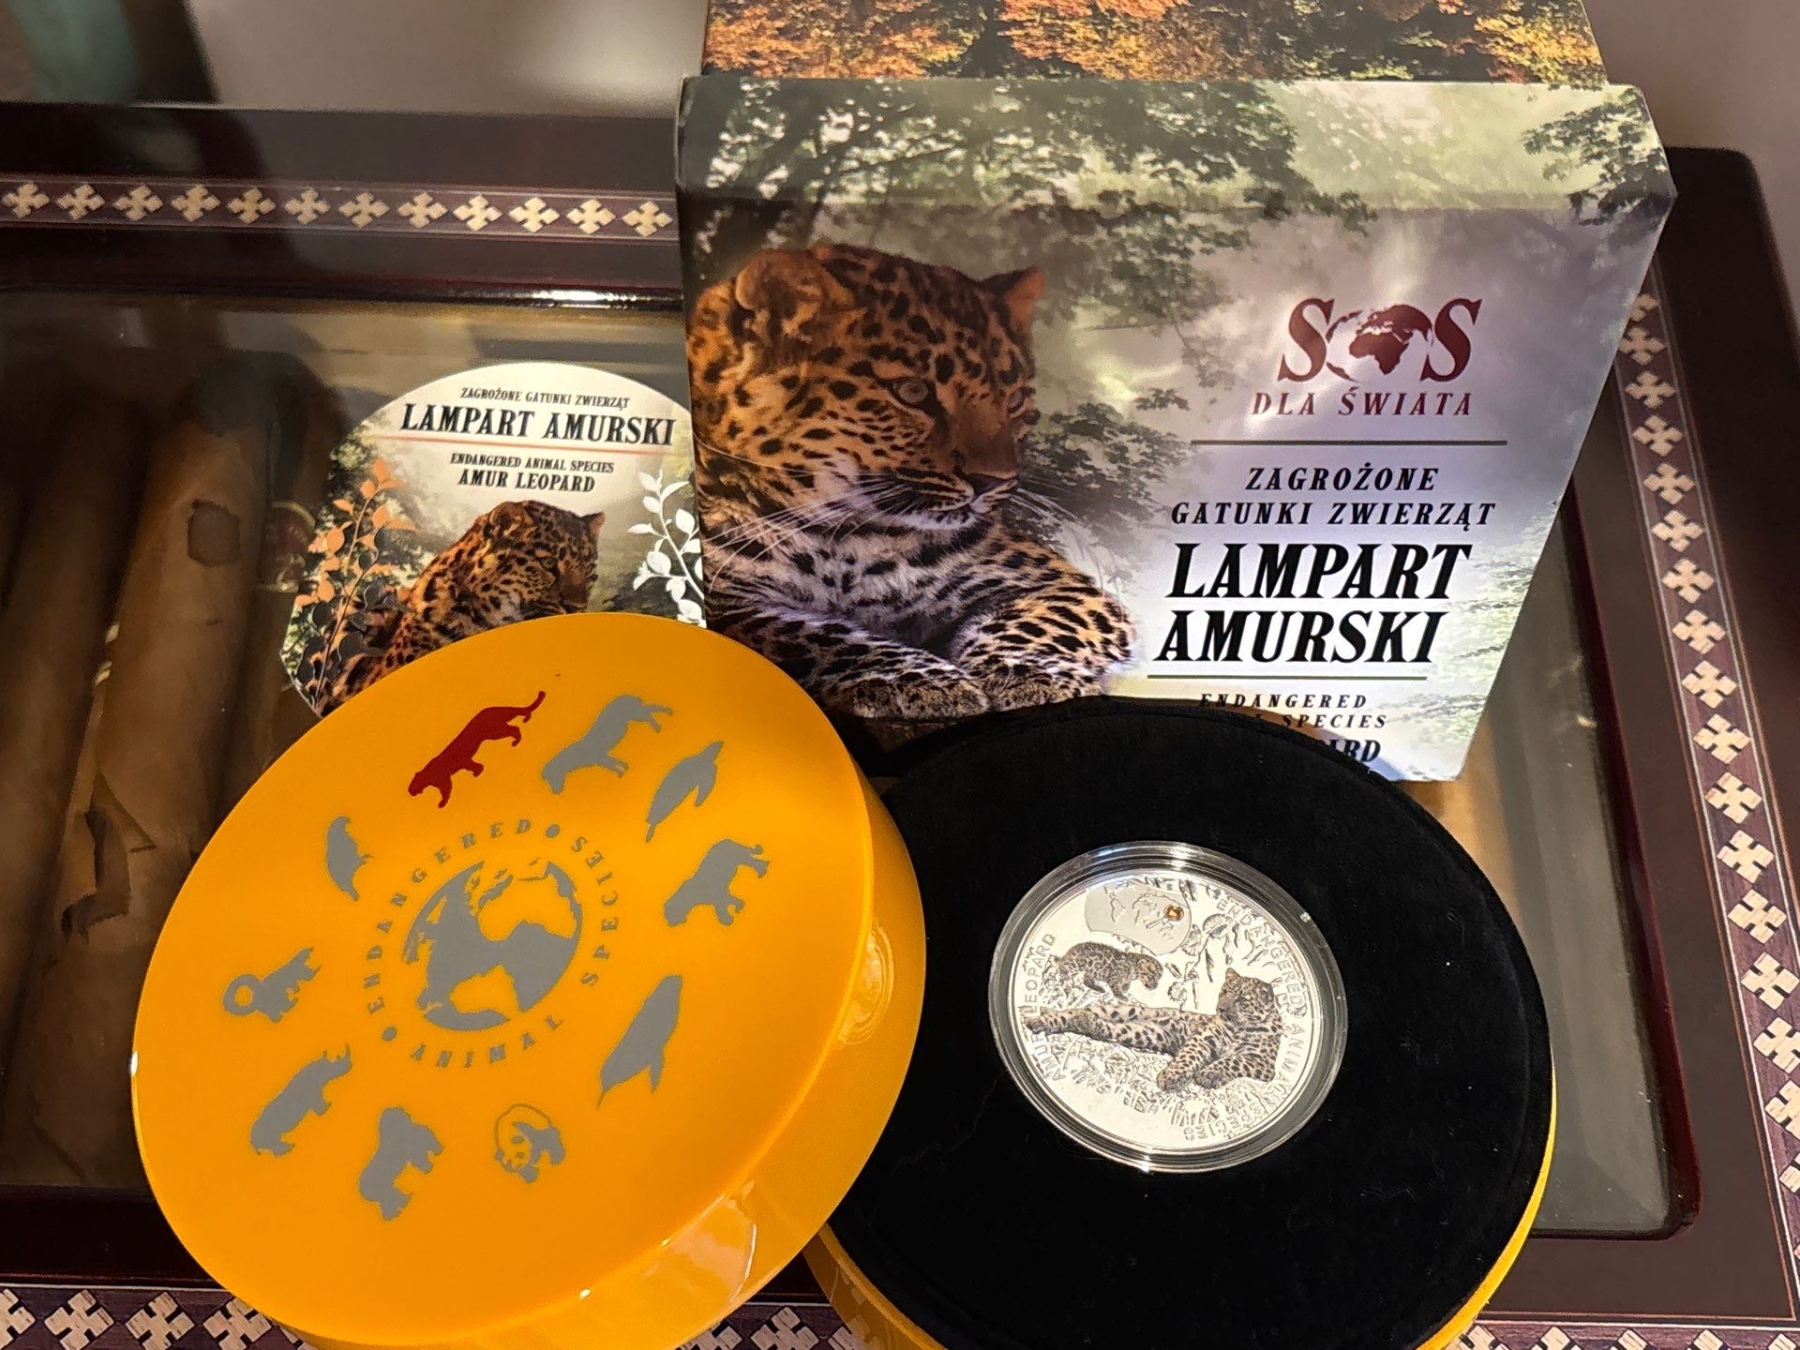 SOS
DLA ŚWIATA
ZAGROŻONE
GATUNKI ZWIERZĄT
LAMPART
AMURSKI
ENDANGERED
SPECIES
ZAGROŻONE GATUNKI ZWIERZĄT
LAMPART AMURSKI
ENDANGERED ANIMAL SPECIES
AMUR LEOPARD
ENDANGERED • SPECIES
• ANIMAL
AMUR LEOPARD
ENDANGERED ANIMAL SPECIES